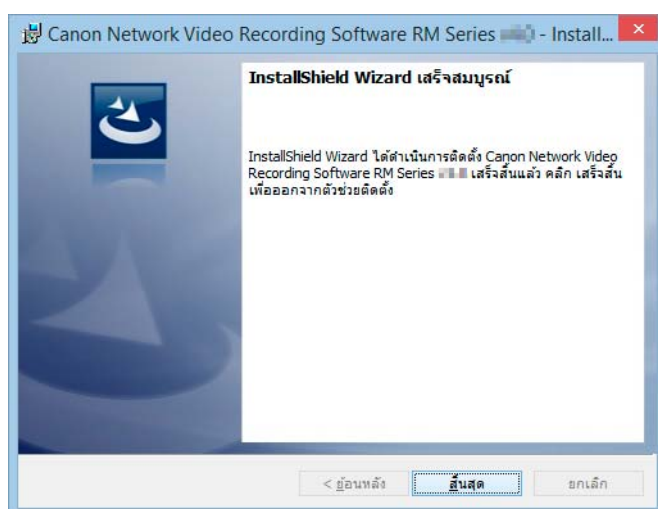 Canon Network Video Recording Software RM Series - Install...
InstallShield Wizard เสร็จสมบูรณ์
InstallShield Wizard ได้ดำเนินการติดตั้ง Canon Network Video
Recording Software RM Series เสร็จสิ้นแล้ว คลิก เสร็จสิ้น
เพื่อออกจากตัวช่วยติดตั้ง
< ย้อนหลัง
สิ้นสุด
ยกเลิก